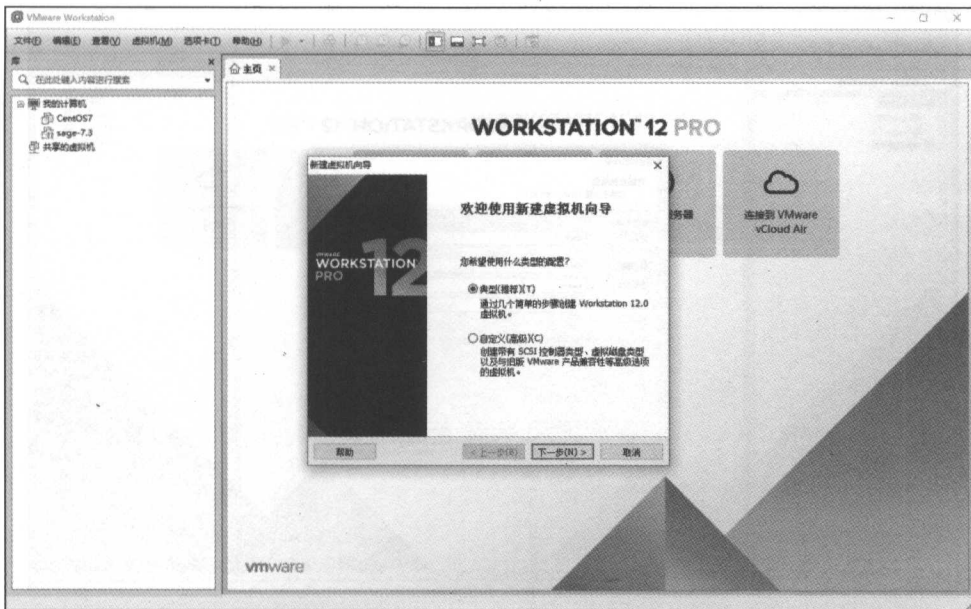 VMware Workstation
文件(F) 编辑(E) 查看(V) 虚拟机(M) 选项卡(T) 帮助(H)
库
在此处键入内容进行搜索
我的计算机
CentOS7
sage-7.3
共享的虚拟机
主页
WORKSTATION™ 12 PRO
务器
连接到 VMware
vCloud Air
新建虚拟机向导
vmware
WORKSTATION
PRO
12
欢迎使用新建虚拟机向导
您希望使用什么类型的配置?
典型(推荐)(T)
通过几个简单的步骤创建 Workstation 12.0
虚拟机。
自定义(高级)(C)
创建带有 SCSI 控制器类型、虚拟磁盘类型
以及与旧版 VMware 产品兼容性等高级选项
的虚拟机。
帮助
< 上一步(B)
下一步(N) >
取消
vmware